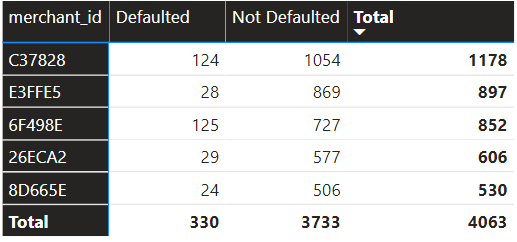 merchant_id Defaulted Not Defaulted Total
C37828 124 1054 1178
E3FFE5 28 869 897
6F498E 125 727 852
26ECA2 29 577 606
8D665E 24 506 530
Total 330 3733 4063